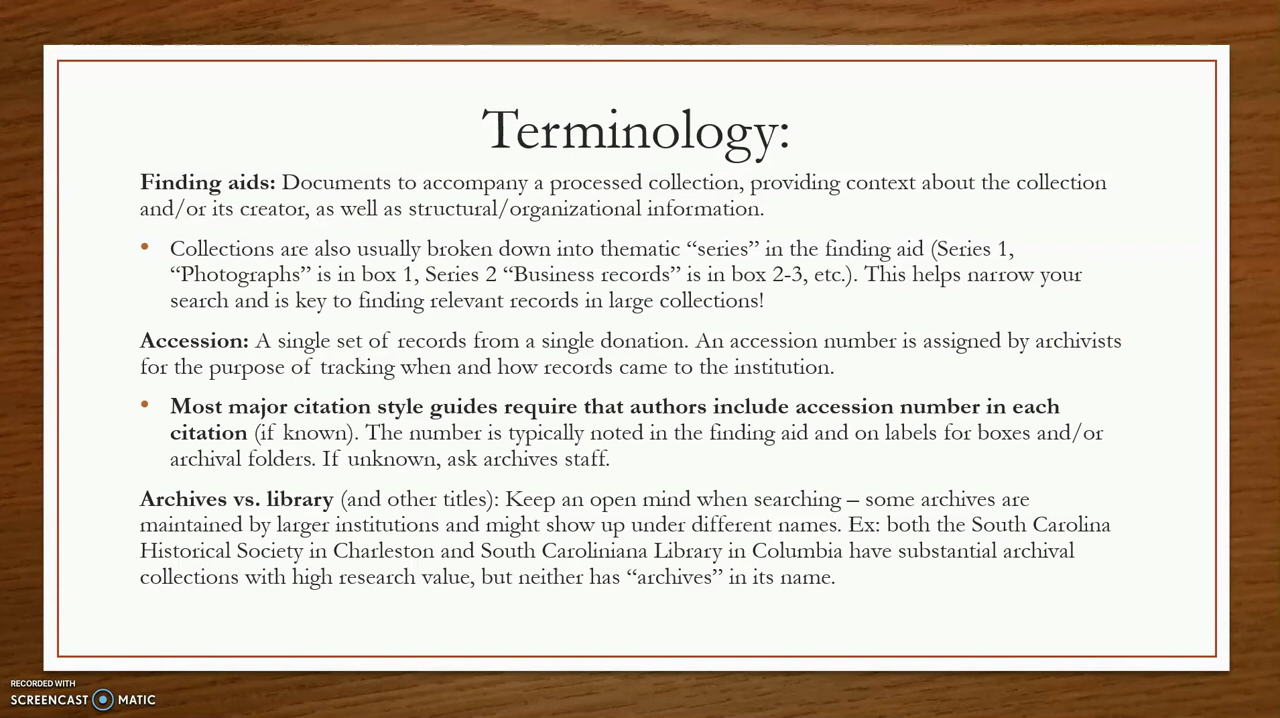 Terminology:
Finding aids: Documents to accompany a processed collection, providing context about the collection
and/or its creator, as well as structural/organizational information.
• Collections are also usually broken down into thematic “series” in the finding aid (Series 1,
“Photographs” is in box 1, Series 2 “Business records” is in box 2-3, etc.). This helps narrow your
search and is key to finding relevant records in large collections!
Accession: A single set of records from a single donation. An accession number is assigned by archivists
for the purpose of tracking when and how records came to the institution.
• Most major citation style guides require that authors include accession number in each
citation (if known). The number is typically noted in the finding aid and on labels for boxes and/or
archival folders. If unknown, ask archives staff.
Archives vs. library (and other titles): Keep an open mind when searching – some archives are
maintained by larger institutions and might show up under different names. Ex: both the South Carolina
Historical Society in Charleston and South Caroliniana Library in Columbia have substantial archival
collections with high research value, but neither has “archives” in its name.
RECORDED WITH
SCREENCAST MATIC